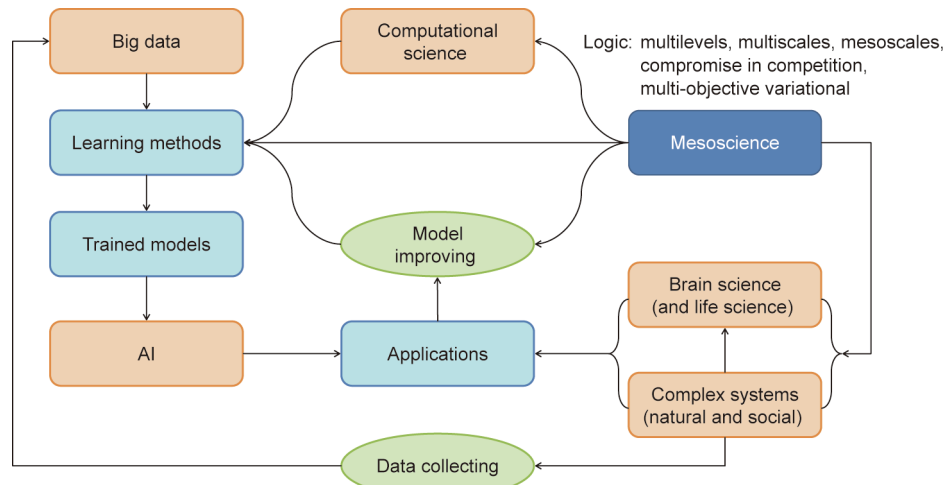 Big data
Computational
science
Logic: multilevels, multiscales, mesoscales,
compromise in competition,
multi-objective variational
Learning methods
Mesoscience
Trained models
Model
improving
Brain science
(and life science)
AI
Applications
Complex systems
(natural and social)
Data collecting